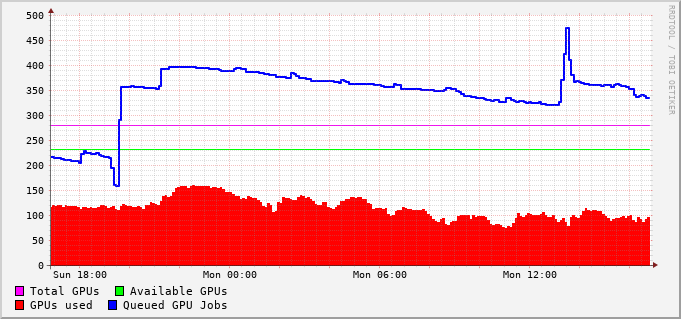 500
450
400
350
300
250
200
150
100
50
0
Sun 18:00 Mon 00:00 Mon 06:00 Mon 12:00
Total GPUs Available GPUs
GPUs used Queued GPU Jobs
RRDTOOL / TOBI OETIKER